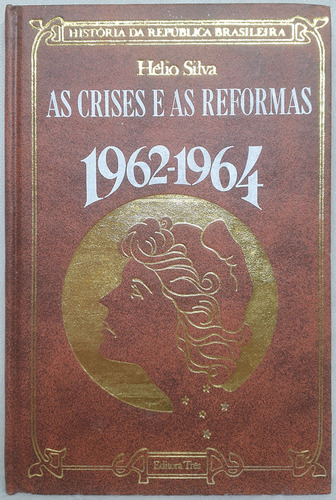 HISTÓRIA DA REPÚBLICA BRASILEIRA
Hélio Silva
AS CRISES E AS REFORMAS
1962-1964
Editora Três